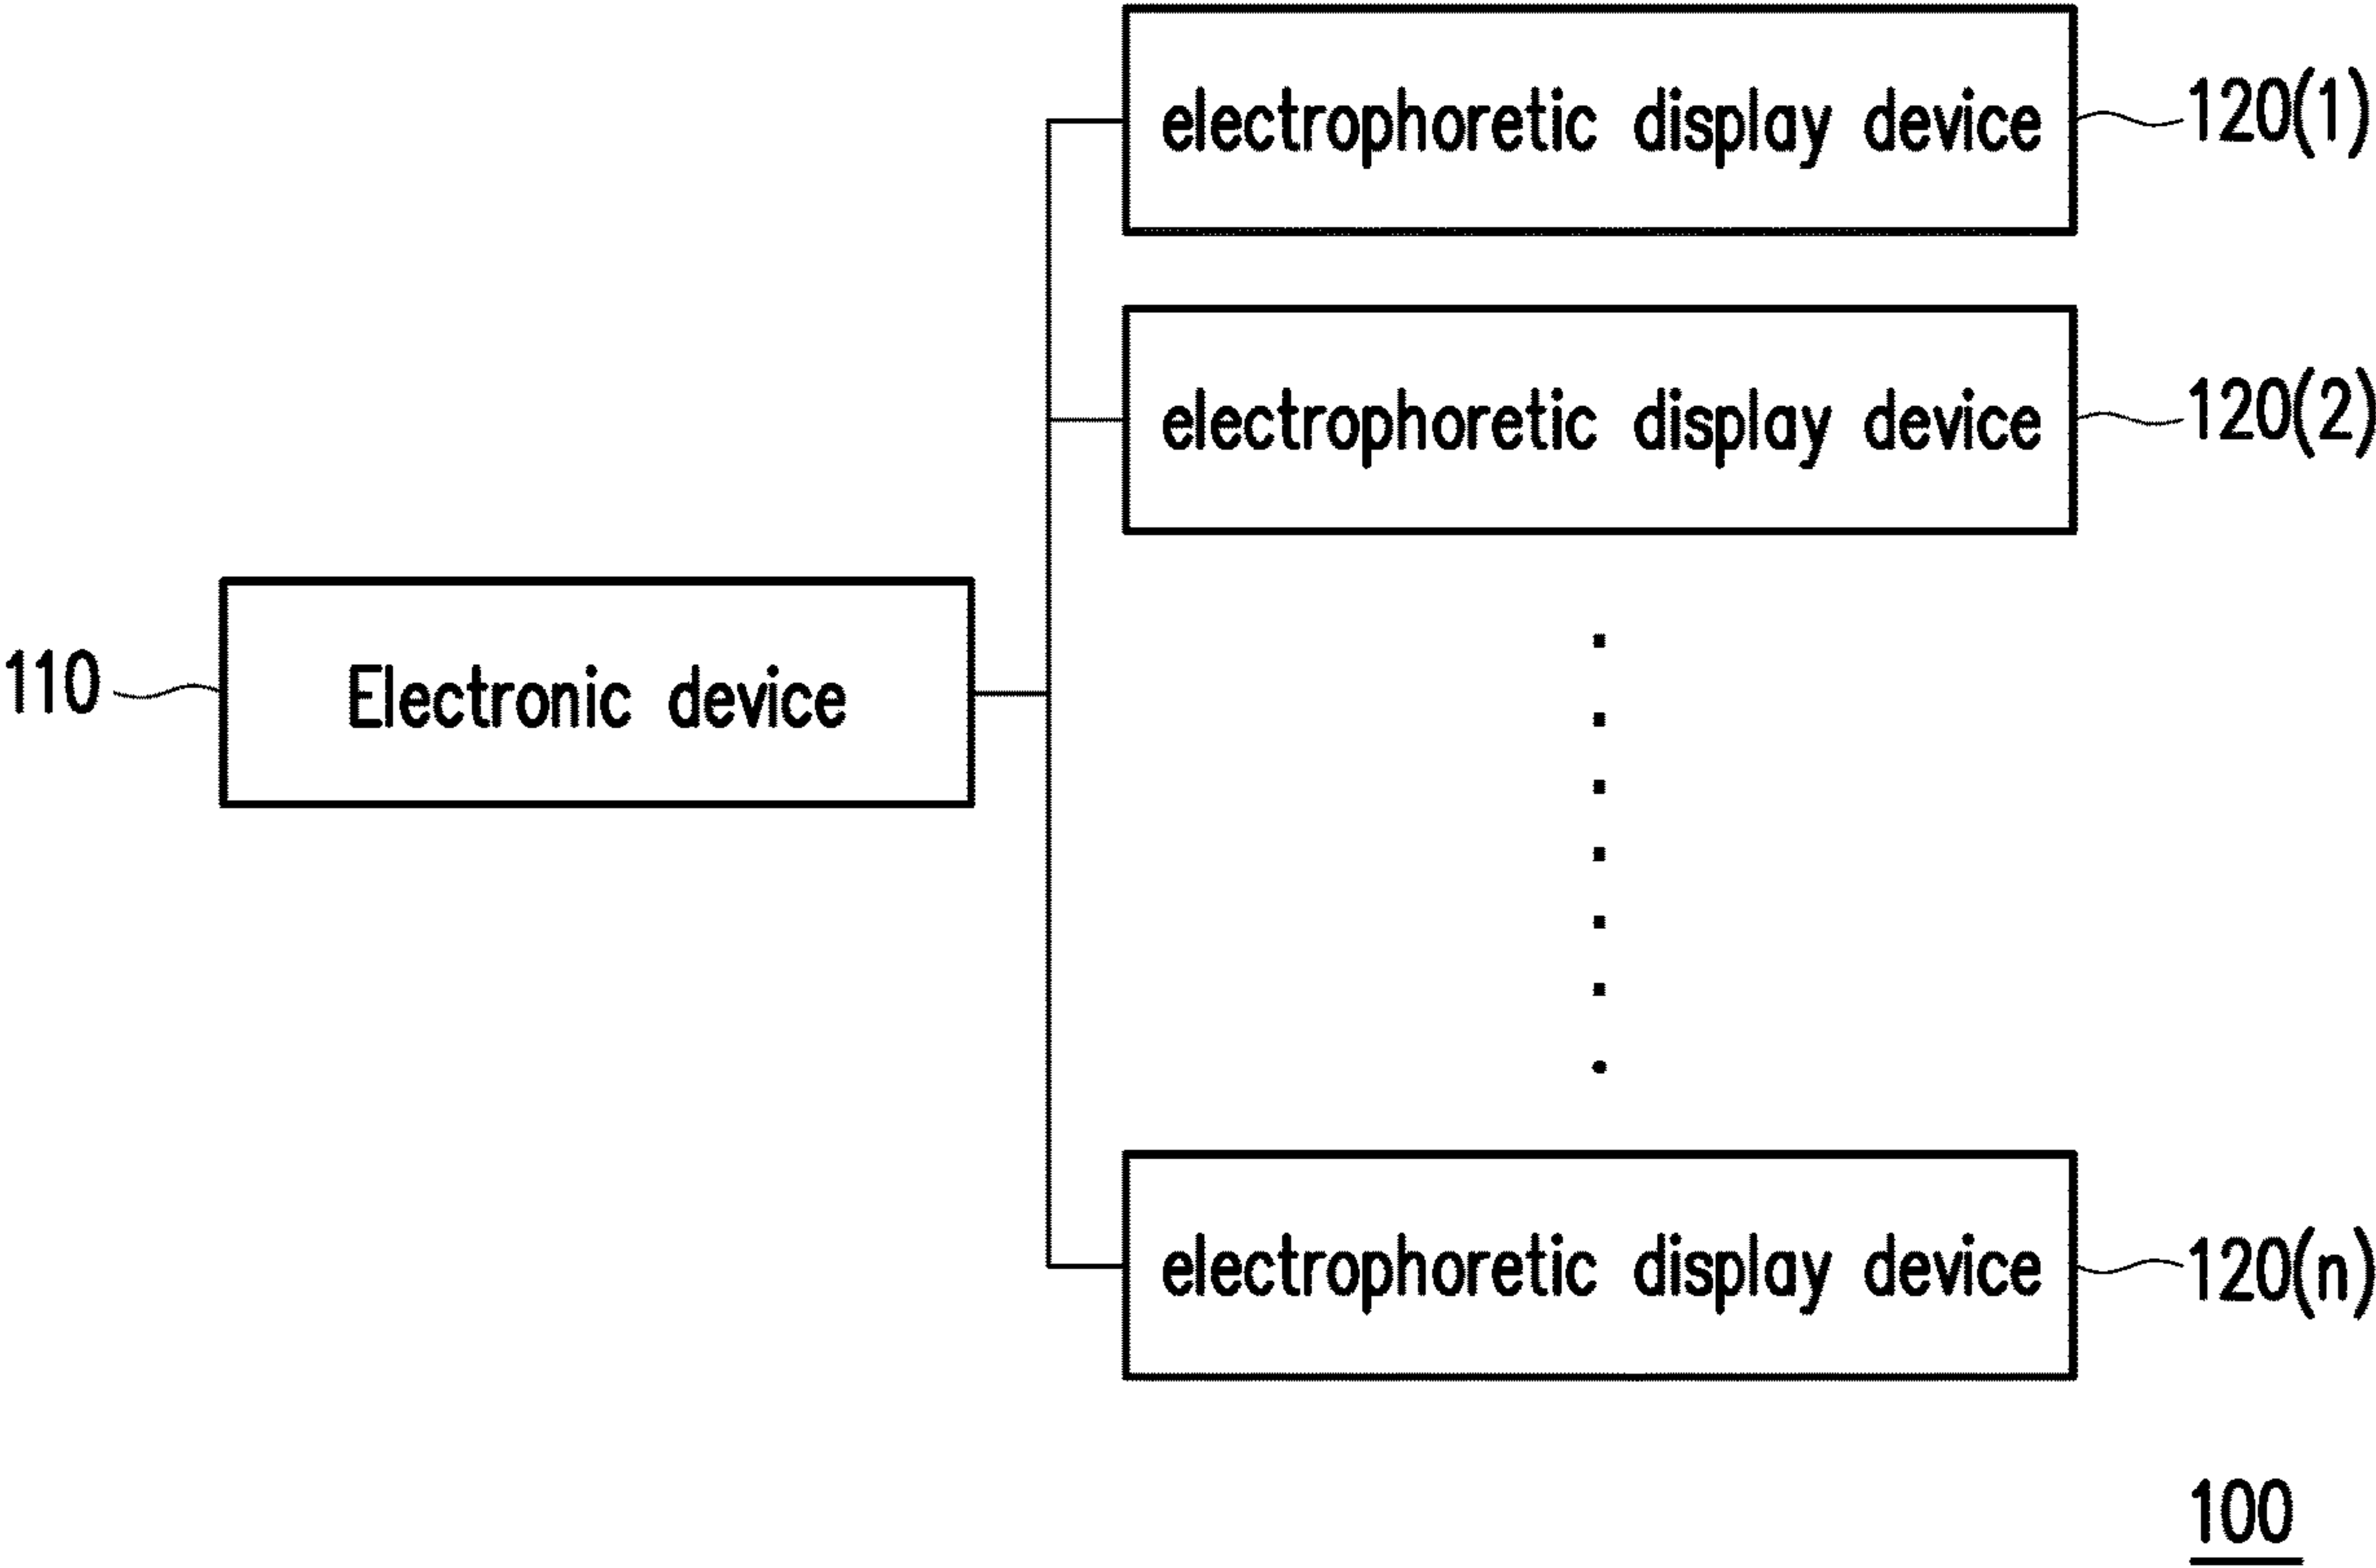 electrophoretic display device 120(1)
electrophoretic display device 120(2)
110 Electronic device
electrophoretic display device 120(n)
100